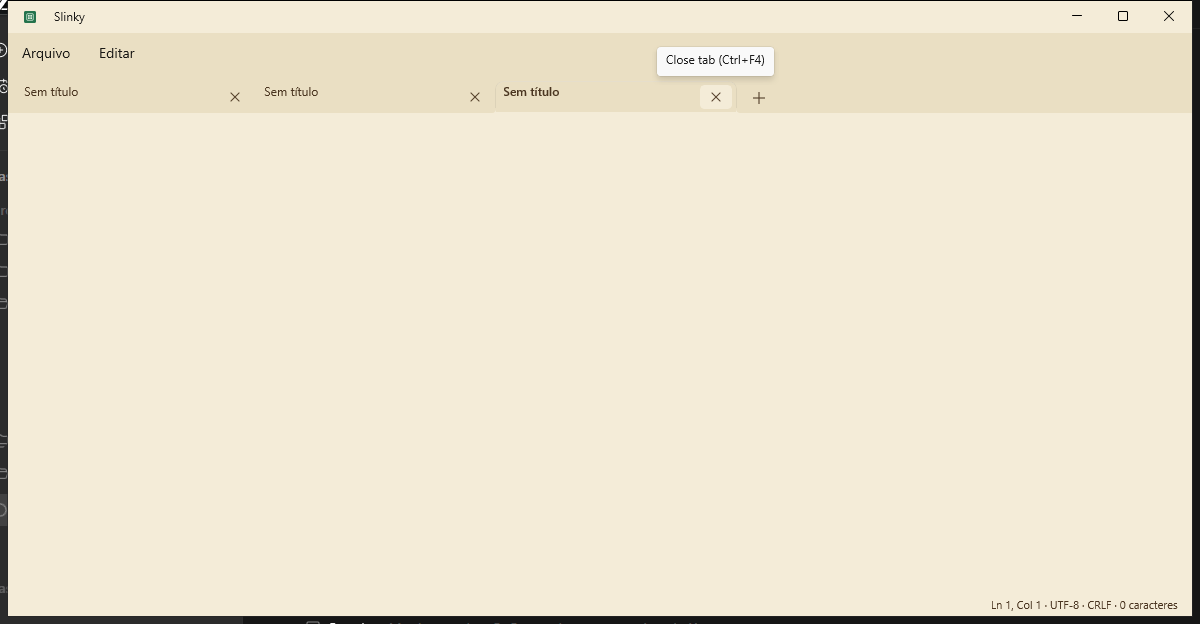 Slinky
Arquivo Editar
Close tab (Ctrl+F4)
Sem título Sem título Sem título
Ln 1, Col 1 · UTF-8 · CRLF · 0 caracteres